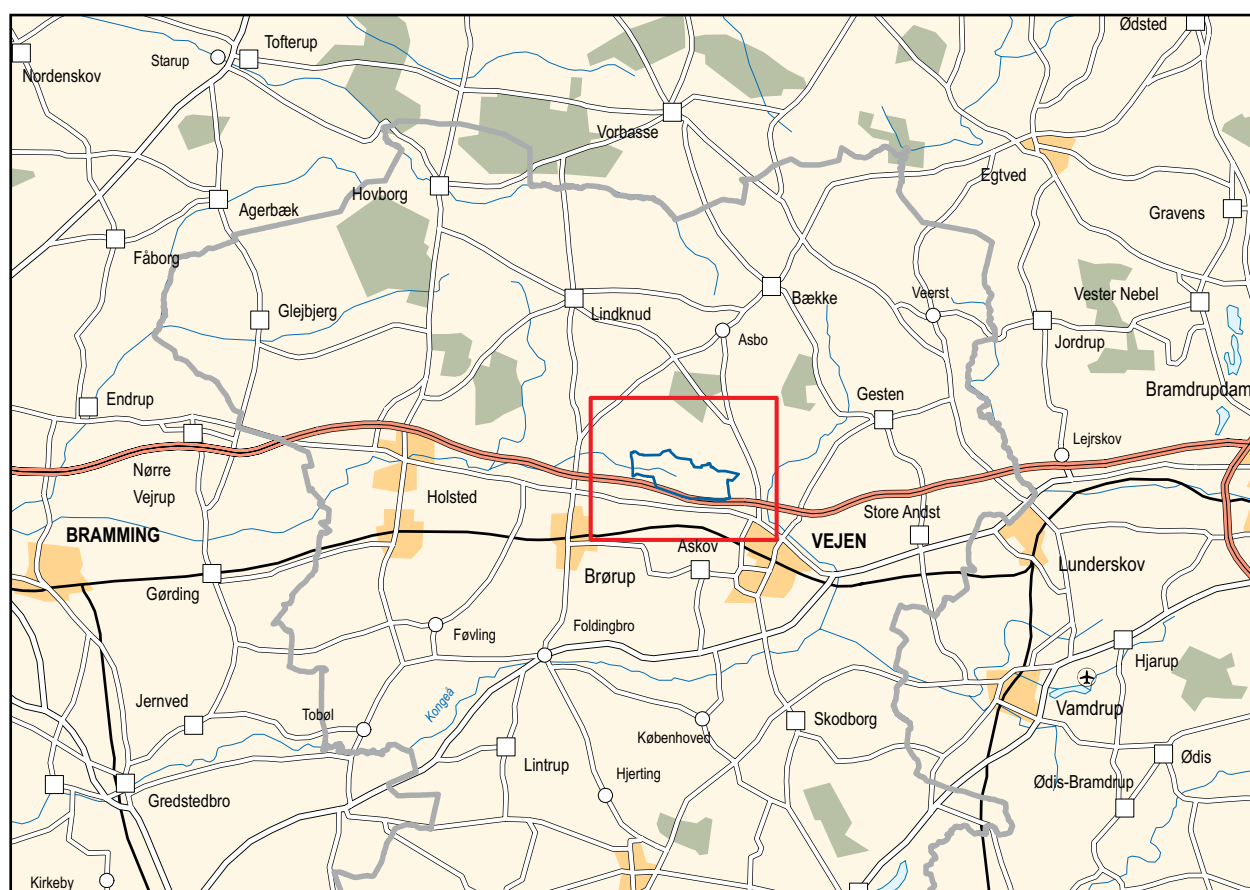 Ødsted
Tofterup
Starup
Nordenskov
Vorbasse
Egtved
Hovborg
Agerbæk
Gravens
Fåborg
Vester Nebel
Veerst
Bække
Glejbjerg
Lindknud
Asbo
Jordrup
Bramdrupdam
Endrup
Gesten
Lejrskov
Nørre
Vejrup
Holsted
Store Andst
BRAMMING
VEJEN
Askov
Lunderskov
Brørup
Gørding
Foldingbro
Føvling
Hjarup
Kongeå
Jernved
Tobøl
Vamdrup
Skodborg
Københoved
Lintrup
Ødis
Hjerting
Ødis-Bramdrup
Gredstedbro
Kirkeby